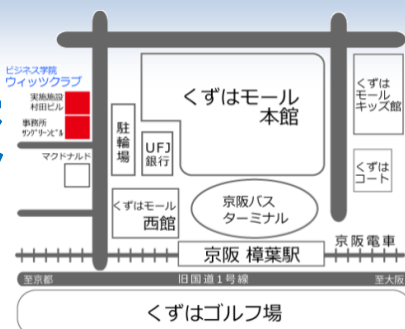 ビジネス学院
ウィッツクラブ
実施施設
村田ビル
事務所
サングリーンビル
マクドナルド
駐輪場
UFJ
銀行
くずはモール
本館
くずは
モール
キッズ館
くずは
コート
くずはモール
西館
京阪バス
ターミナル
京阪 樟葉駅
京阪電車
至京都
旧国道1号線
至大阪
くずはゴルフ場